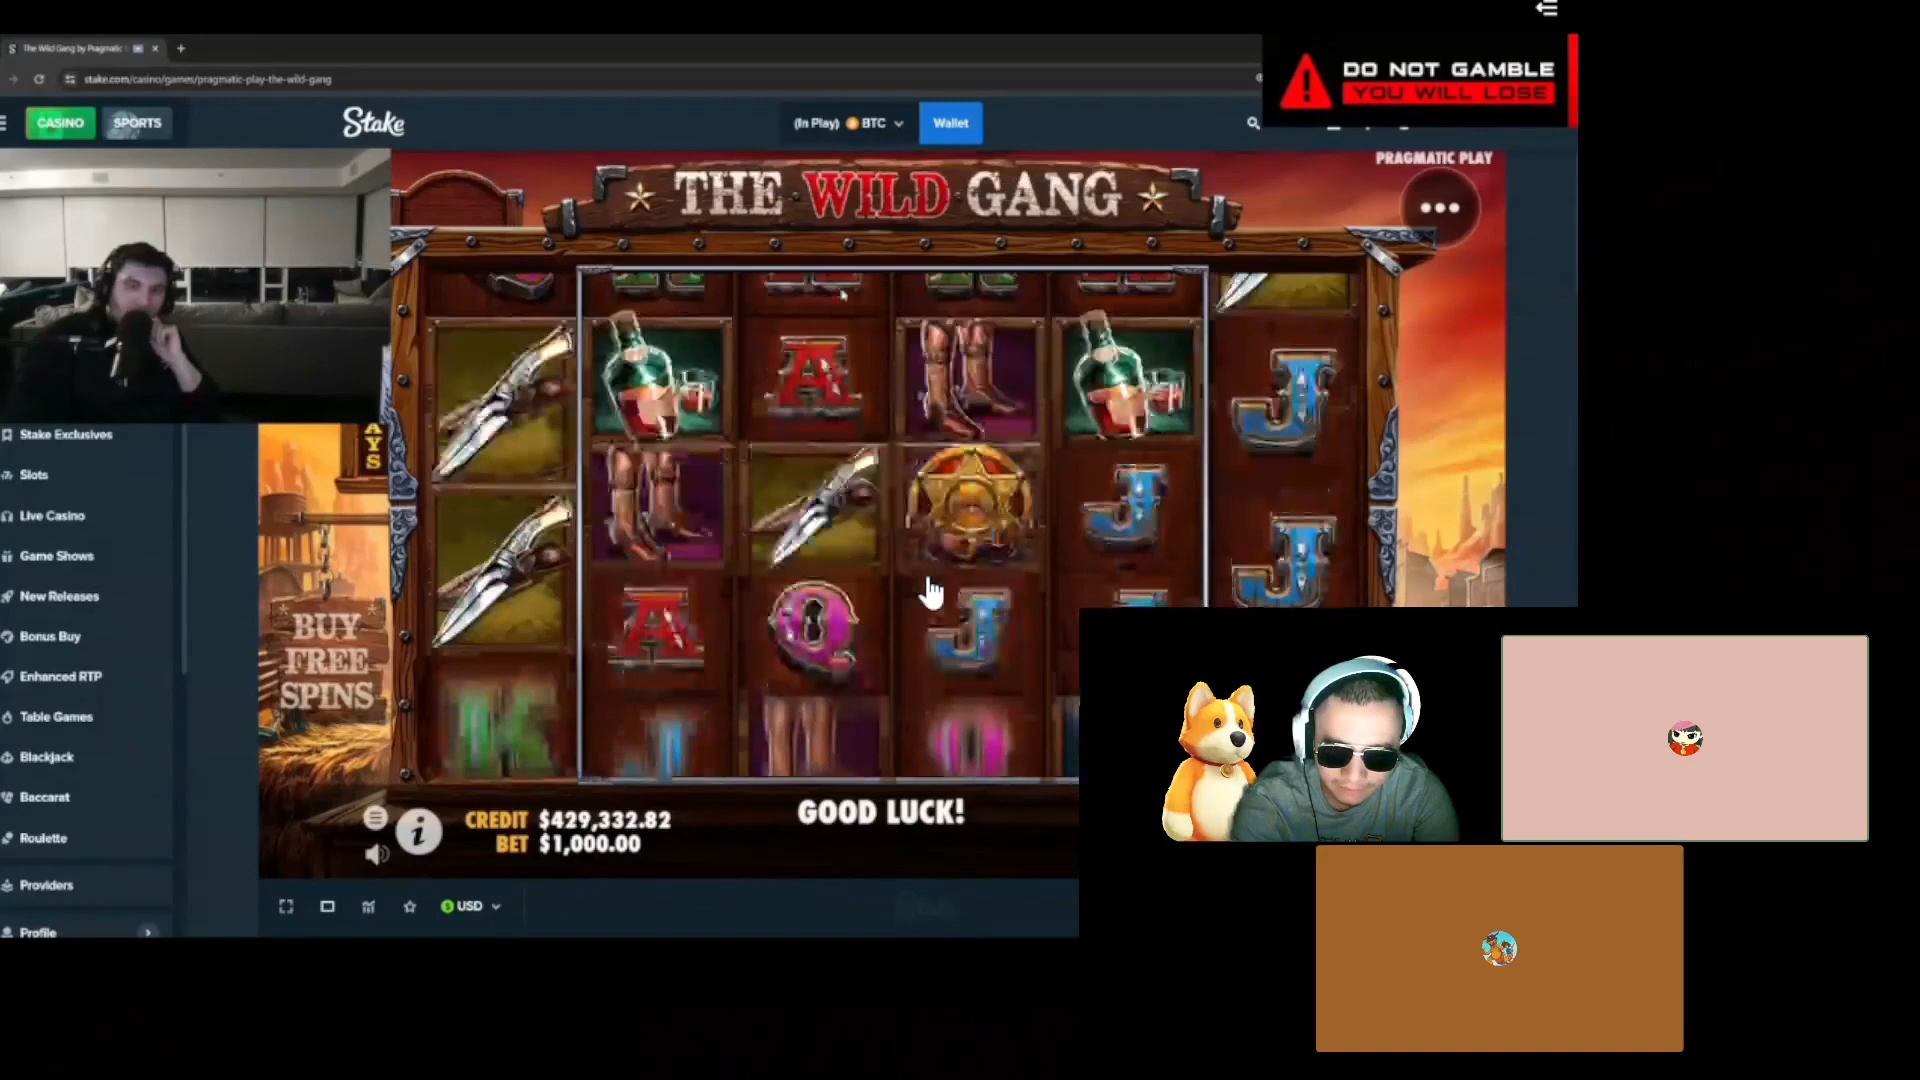 The Wild Gang by Pragmatic
stake.com/casino/games/pragmatic-play-the-wild-gang
DO NOT GAMBLE
YOU WILL LOSE
CASINO
SPORTS
Stake
(In Play) BTC
Wallet
PRAGMATIC PLAY
THE WILD GANG
A
J
AYS
J
J
A
Q
J
K
J
Q
BUY
FREE
SPINS
Stake Exclusives
Slots
Live Casino
Game Shows
New Releases
Bonus Buy
Enhanced RTP
Table Games
Blackjack
Baccarat
Roulette
Providers
Profile
CREDIT $429,332.82
BET $1,000.00
GOOD LUCK!
USD